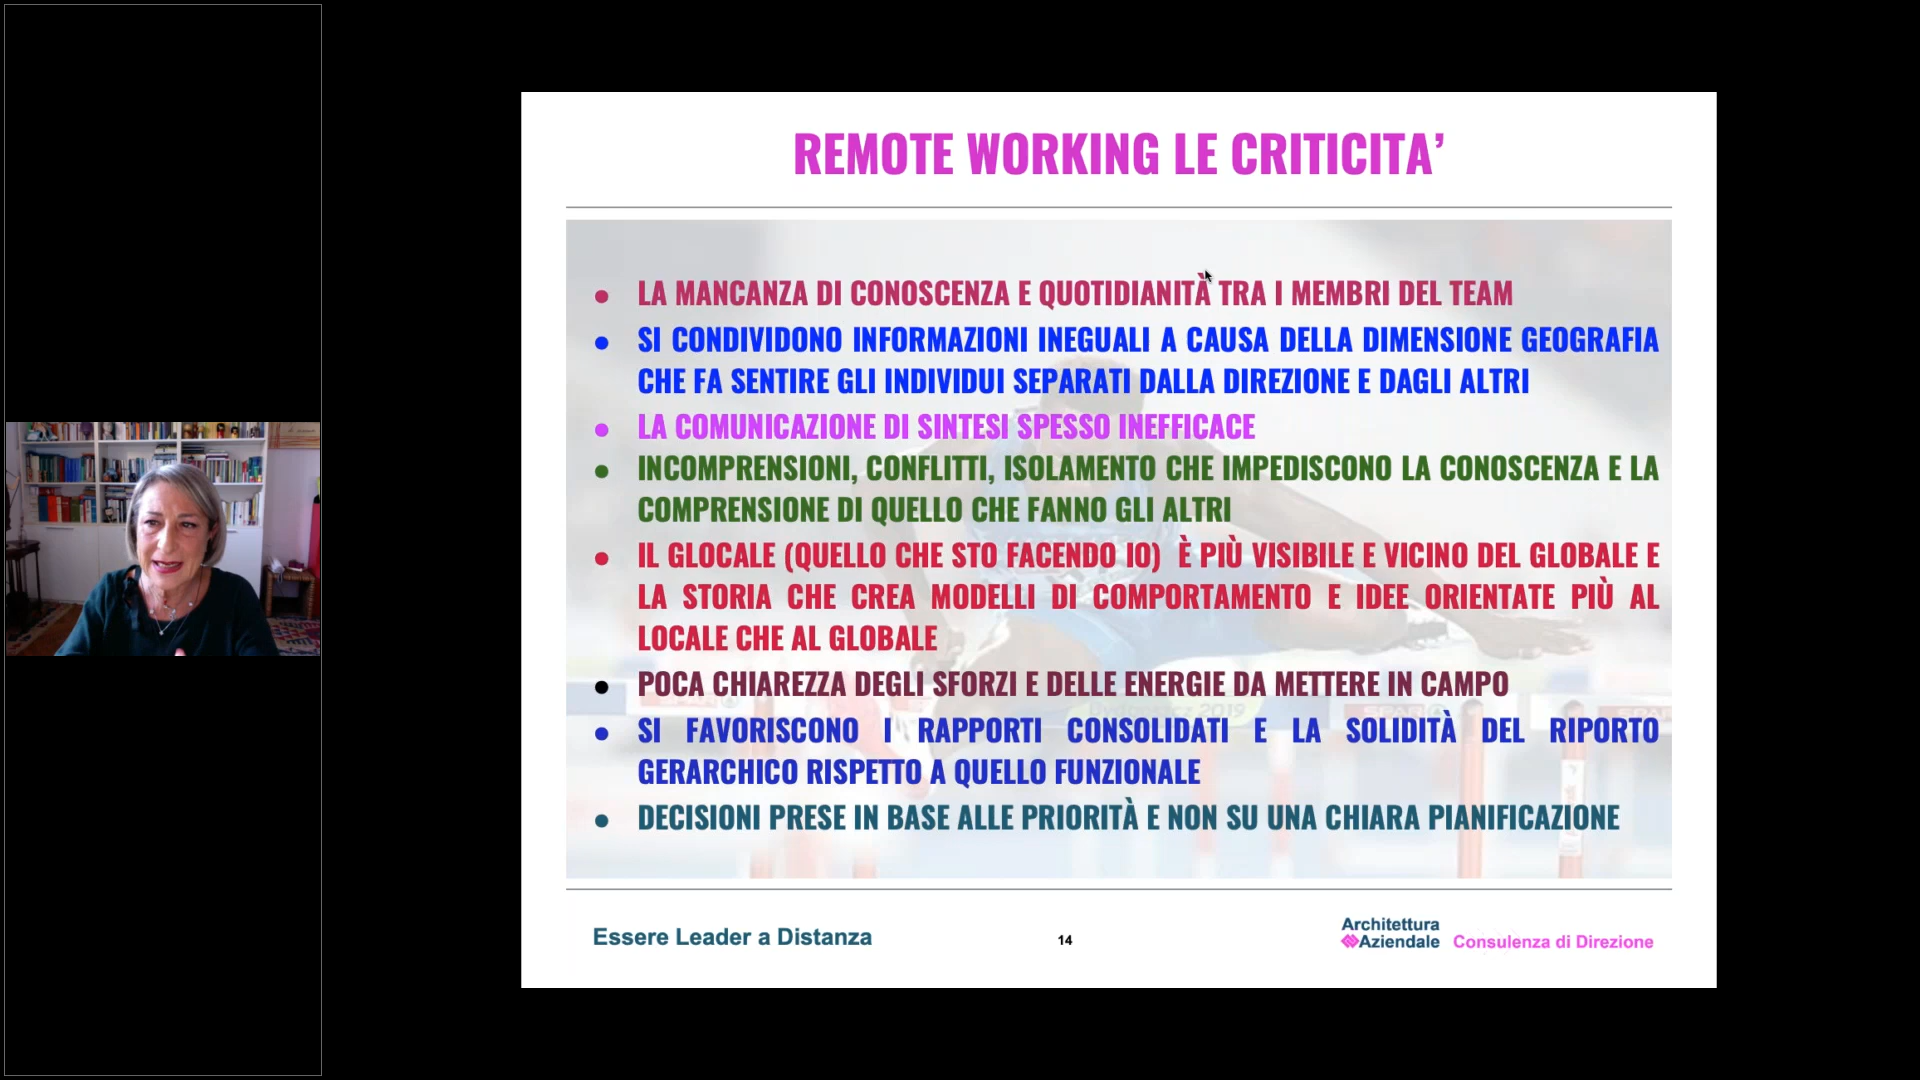 REMOTE WORKING LE CRITICITA’
● LA MANCANZA DI CONOSCENZA E QUOTIDIANITÀ TRA I MEMBRI DEL TEAM
● SI CONDIVIDONO INFORMAZIONI INEGUALI A CAUSA DELLA DIMENSIONE GEOGRAFIA
CHE FA SENTIRE GLI INDIVIDUI SEPARATI DALLA DIREZIONE E DAGLI ALTRI
● LA COMUNICAZIONE DI SINTESI SPESSO INEFFICACE
● INCOMPRENSIONI, CONFLITTI, ISOLAMENTO CHE IMPEDISCONO LA CONOSCENZA E LA
COMPRENSIONE DI QUELLO CHE FANNO GLI ALTRI
● IL GLOCALE (QUELLO CHE STO FACENDO IO) È PIÙ VISIBILE E VICINO DEL GLOBALE E
LA STORIA CHE CREA MODELLI DI COMPORTAMENTO E IDEE ORIENTATE PIÙ AL
LOCALE CHE AL GLOBALE
● POCA CHIAREZZA DEGLI SFORZI E DELLE ENERGIE DA METTERE IN CAMPO
● SI FAVORISCONO I RAPPORTI CONSOLIDATI E LA SOLIDITÀ DEL RIPORTO
GERARCHICO RISPETTO A QUELLO FUNZIONALE
● DECISIONI PRESE IN BASE ALLE PRIORITÀ E NON SU UNA CHIARA PIANIFICAZIONE
Bydgoszcz 2019
SPAR
SPAR
SPAR
Essere Leader a Distanza
14
Architettura
Aziendale Consulenza di Direzione